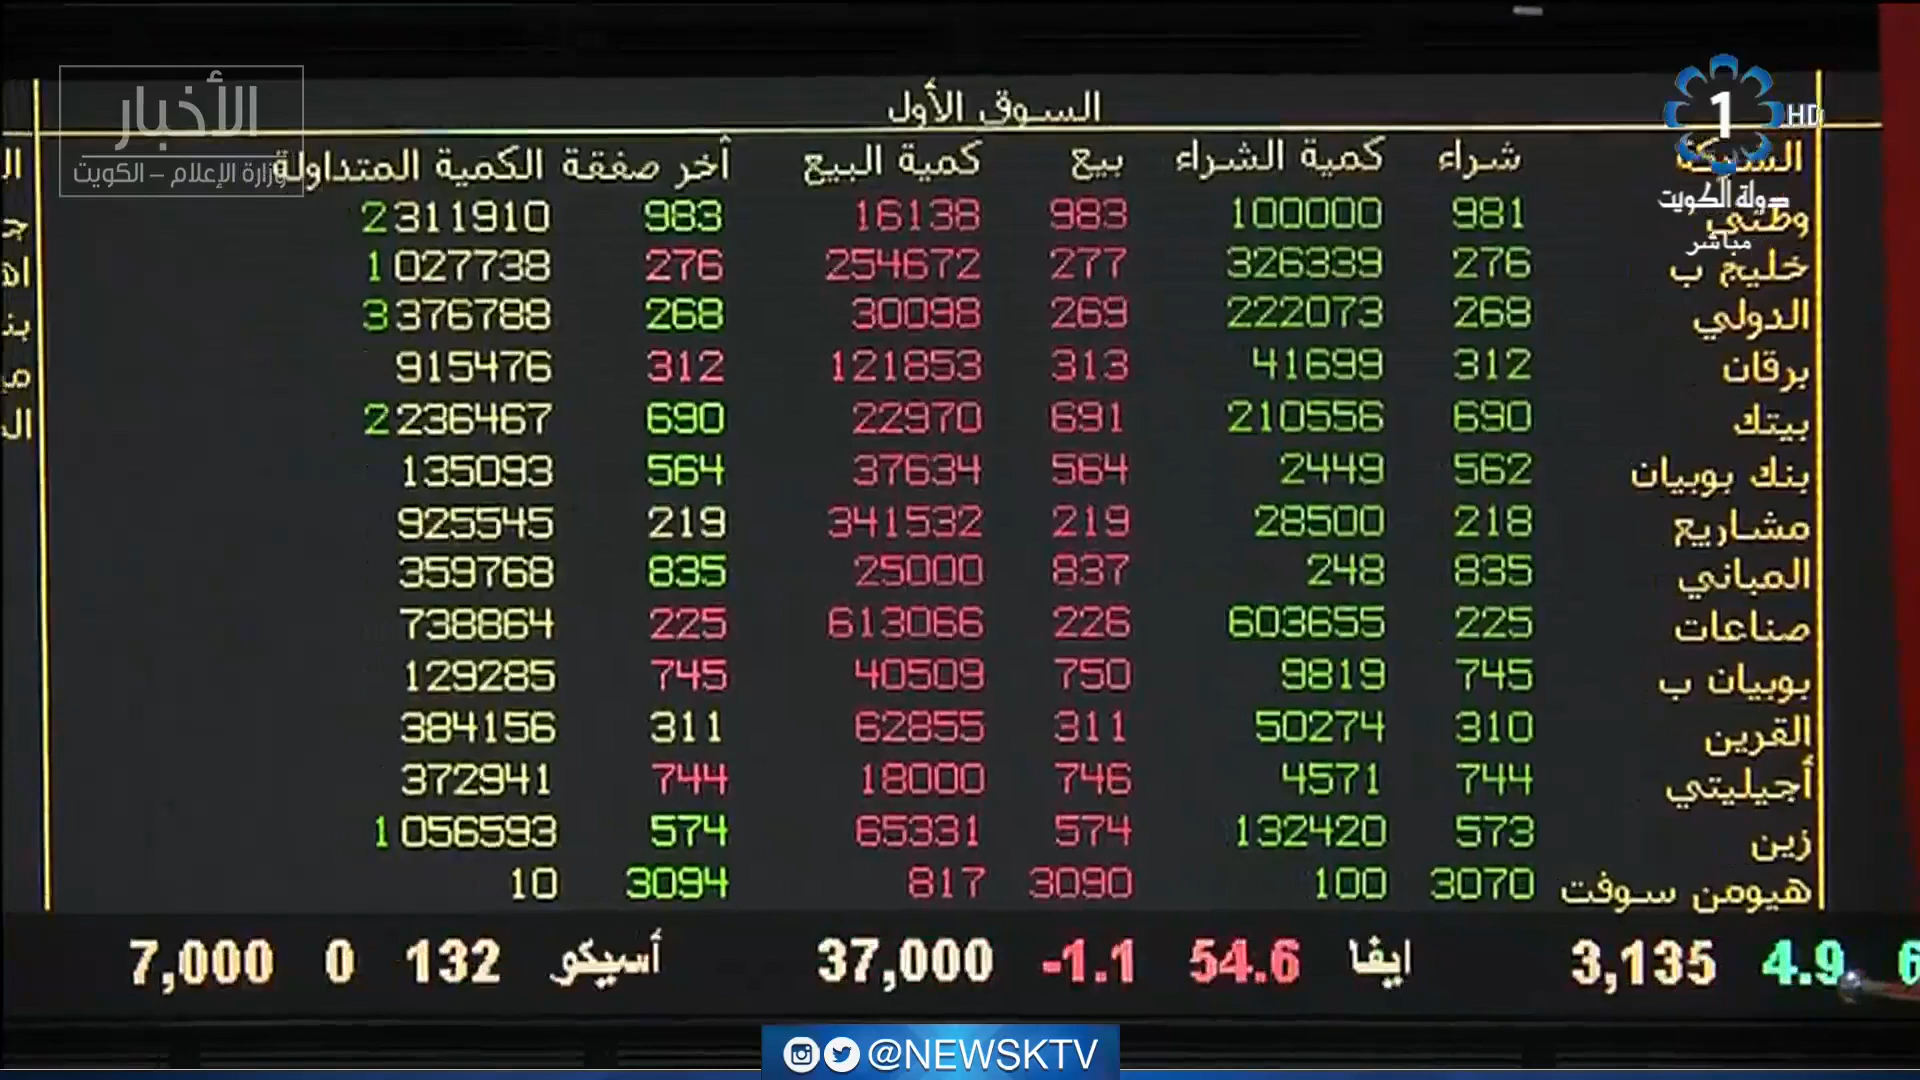 الأخبار
وزارة الإعلام – الكويت
1 HD
دولة الكويت
مباشر
السوق الأول
الشركة شراء كمية الشراء بيع كمية البيع أخر صفقة الكمية المتداولة
وطني 981 100000 983 16138 983 2311910
خليج ب 276 326339 277 254672 276 1027738
الدولي 268 222073 269 30098 268 3376788
برقان 312 41699 313 121853 312 915476
بيتك 690 210556 691 22970 690 2236467
بنك بوبيان 562 2449 564 37634 564 135093
مشاريع 218 28500 219 341532 219 925545
المباني 835 248 837 25000 835 359768
صناعات 225 603655 226 613066 225 738864
بوبيان ب 745 9819 750 40509 745 129285
القرين 310 50274 311 62855 311 384156
أجيليتي 744 4571 746 18000 744 372941
زين 573 132420 574 65331 574 1056593
هيومن سوفت 3070 100 3090 817 3094 10
4.9 3,135 ايفا 54.6 -1.1 37,000 أسيكو 132 0 7,000
@NEWSKTV